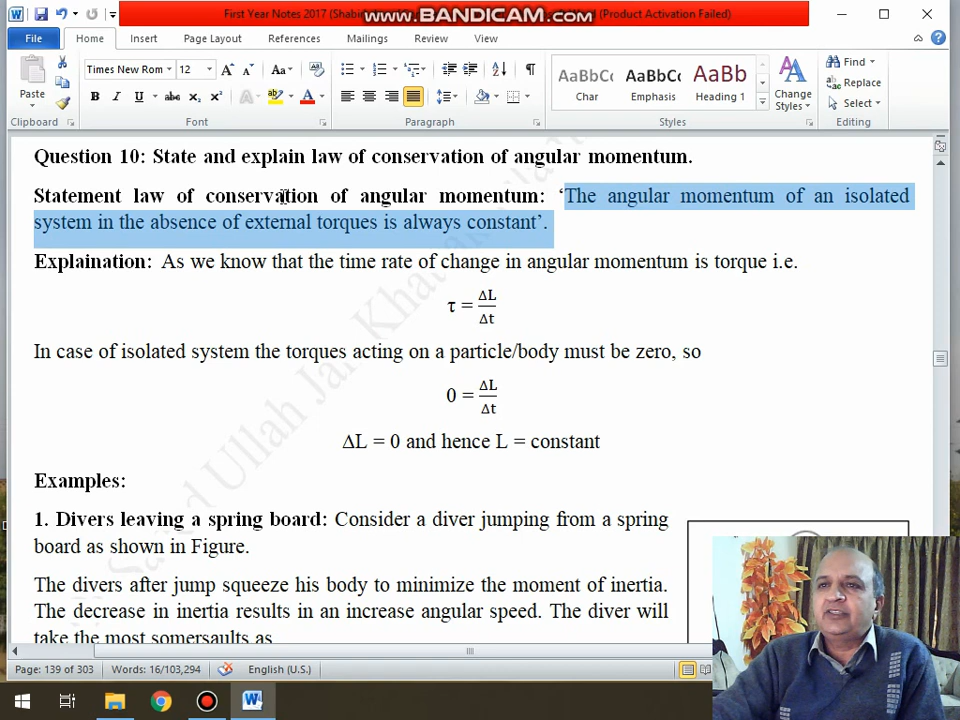 First Year Notes 2017 (Shabi
www.BANDICAM.com
(Product Activation Failed)
File
Home
Insert
Page Layout
References
Mailings
Review
View
Paste
Times New Rom
12
Aa
B I U abc x₂ x² A
AaBbCc AaBbCc AaBb
Char
Emphasis
Heading 1
Change
Styles
Find
Replace
Select
Clipboard
Font
Paragraph
Styles
Editing
Question 10: State and explain law of conservation of angular momentum.
Statement law of conservation of angular momentum: ‘The angular momentum of an isolated
system in the absence of external torques is always constant’.
Explaination: As we know that the time rate of change in angular momentum is torque i.e.
τ = ΔL/Δt
In case of isolated system the torques acting on a particle/body must be zero, so
0 = ΔL/Δt
ΔL = 0 and hence L = constant
Examples:
1. Divers leaving a spring board: Consider a diver jumping from a spring
board as shown in Figure.
The divers after jump squeeze his body to minimize the moment of inertia.
The decrease in inertia results in an increase angular speed. The diver will
take the most somersaults as
Page: 139 of 303
Words: 16/103,294
English (U.S.)